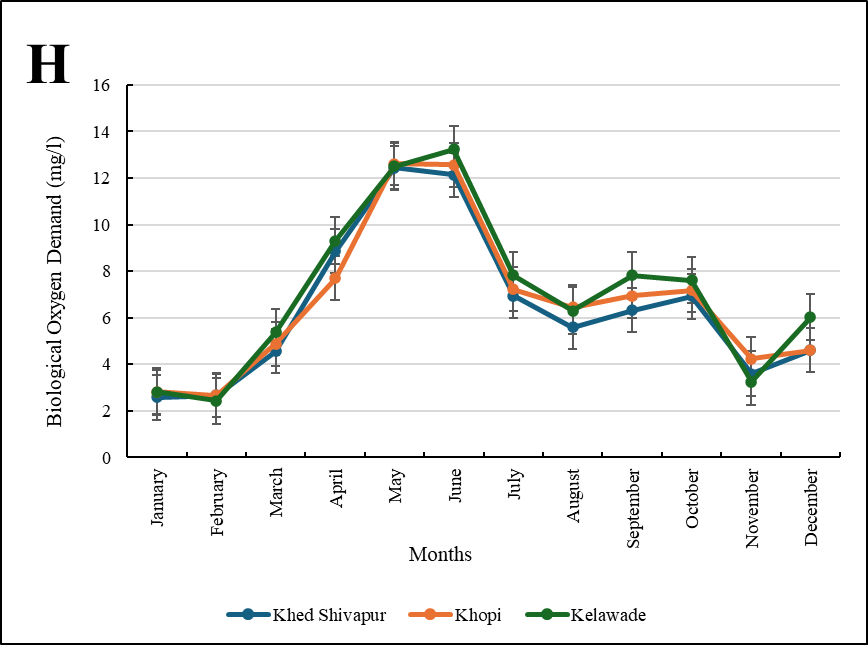 H
Biological Oxygen Demand (mg/l)
16
14
12
10
8
6
4
2
0
January
February
March
April
May
June
July
August
September
October
November
December
Months
Khed Shivapur Khopi Kelawade